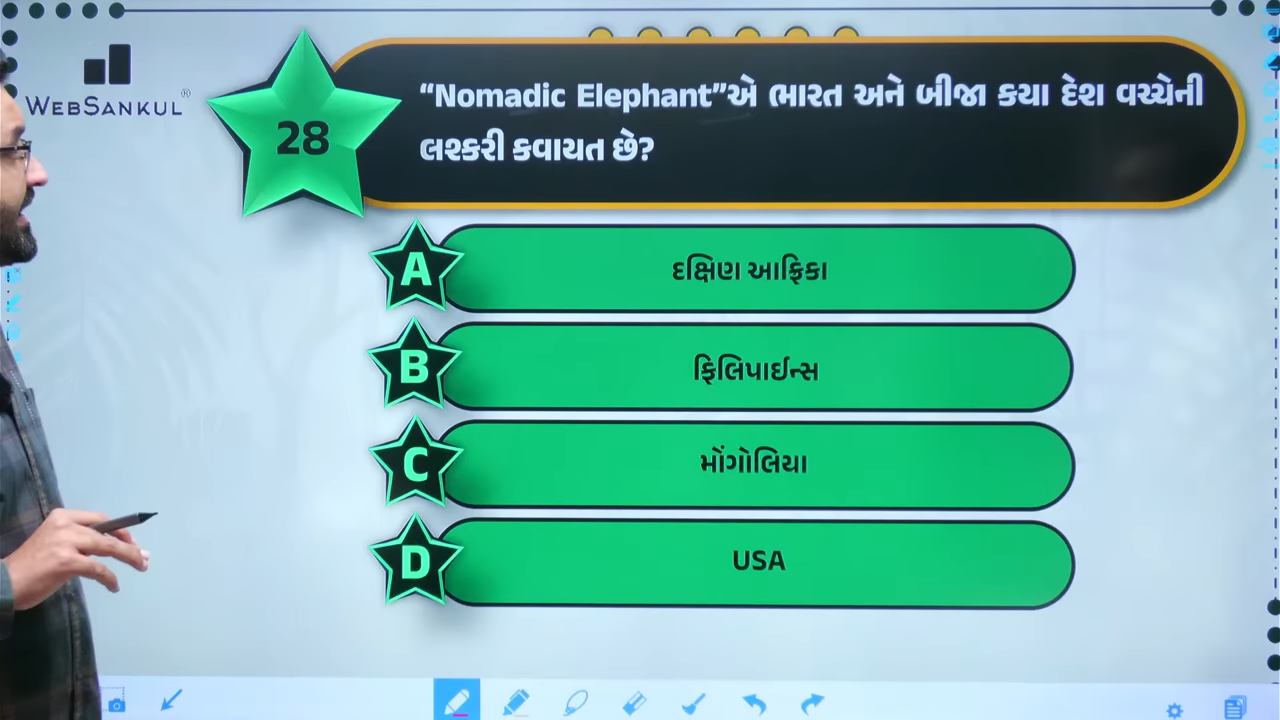 WEBSANKUL®
28
“Nomadic Elephant”એ ભારત અને બીજા કયા દેશ વચ્ચેની
લશ્કરી કવાયત છે?
A
દક્ષિણ આફ્રિકા
B
ફિલિપાઈન્સ
C
મોંગોલિયા
D
USA